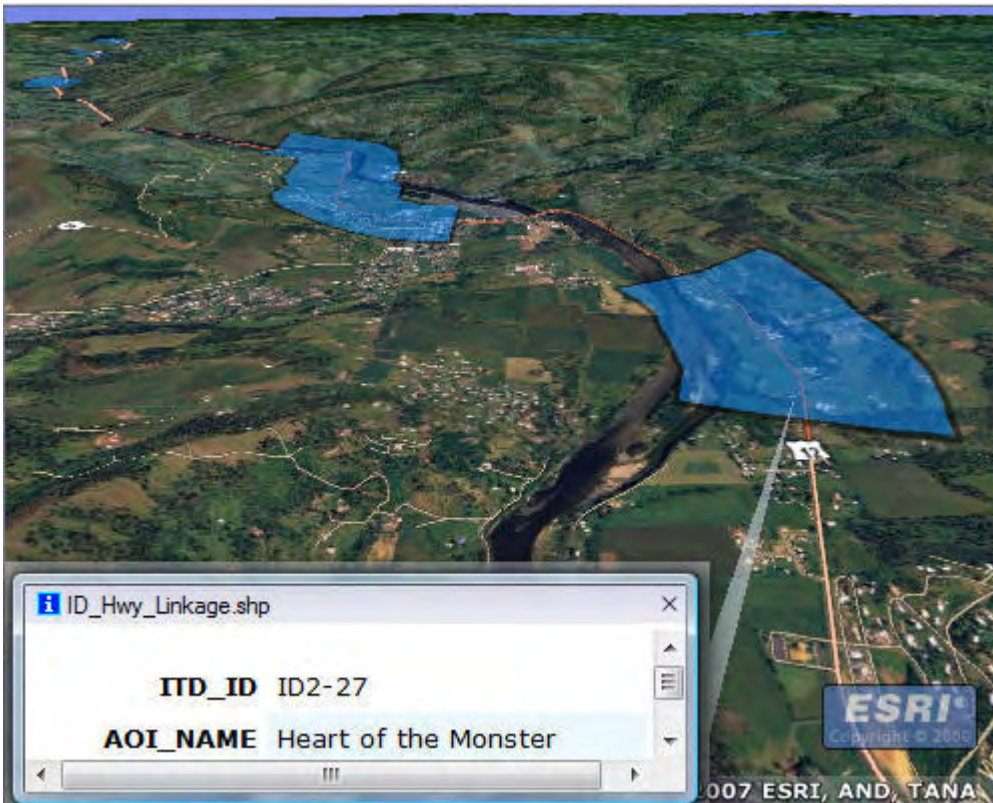 ID_Hwy_Linkage.shp
ITD_ID ID2-27
AOI_NAME Heart of the Monster
ESRI
Copyright © 2006
2007 ESRI, AND, TANA